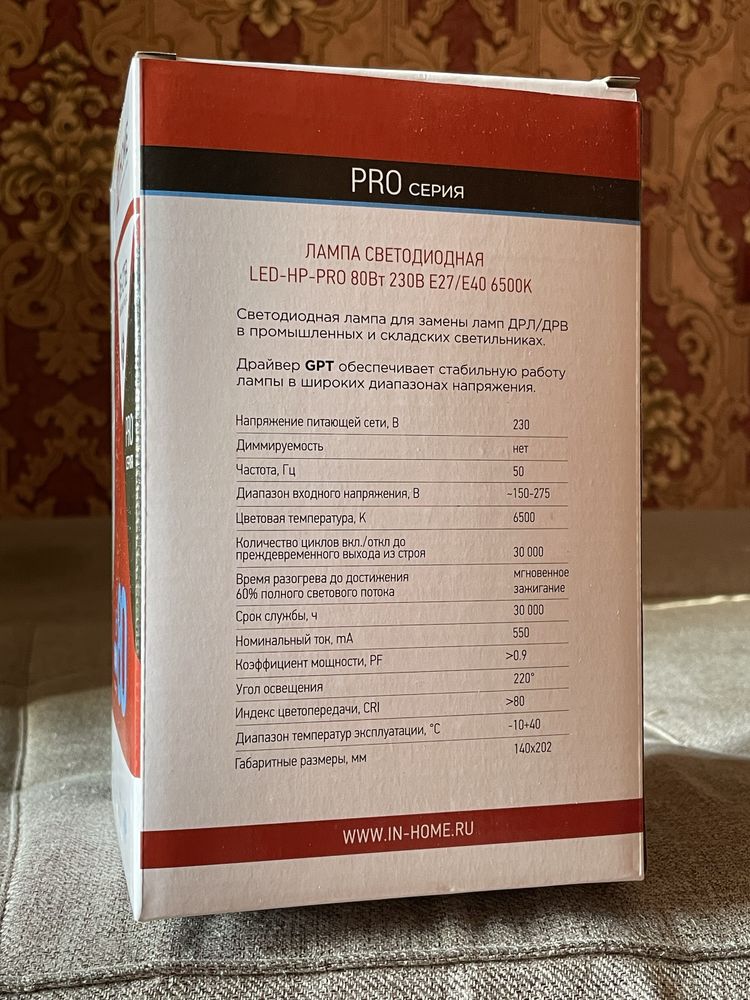 PRO СЕРИЯ
ЛАМПА СВЕТОДИОДНАЯ
LED-HP-PRO 80Вт 230В E27/E40 6500K
Светодиодная лампа для замены ламп ДРЛ/ДРВ
в промышленных и складских светильниках.
Драйвер GPT обеспечивает стабильную работу
лампы в широких диапазонах напряжения.
Напряжение питающей сети, В 230
Диммируемость нет
Частота, Гц 50
Диапазон входного напряжения, В ~150-275
Цветовая температура, К 6500
Количество циклов вкл./откл до
преждевременного выхода из строя 30 000
Время разогрева до достижения мгновенное
60% полного светового потока зажигание
Срок службы, ч 30 000
Номинальный ток, mA 550
Коэффициент мощности, PF >0.9
Угол освещения 220°
Индекс цветопередачи, CRI >80
Диапазон температур эксплуатации, °С -10+40
Габаритные размеры, мм 140x202
WWW.IN-HOME.RU
PRO
СЕРИЯ